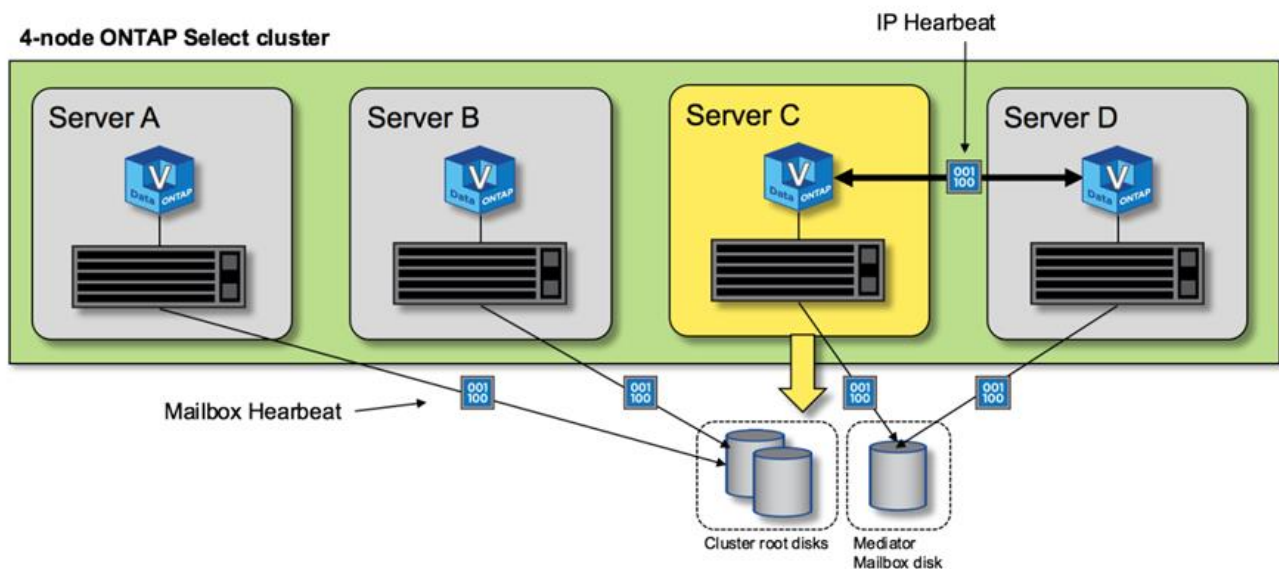 IP Hearbeat
4-node ONTAP Select cluster
Server A
Server B
Server C
Server D
V
Data ONTAP
V
Data ONTAP
V
Data ONTAP
V
Data ONTAP
001
100
Mailbox Hearbeat
001
100
001
100
001
100
001
100
Cluster root disks
Mediator
Mailbox disk